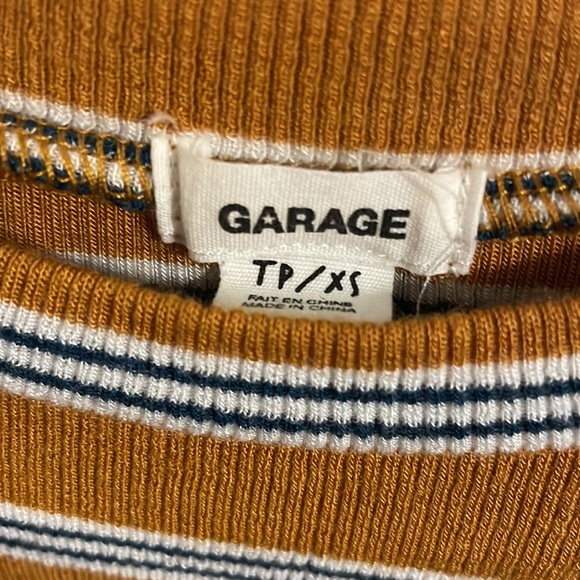 GARAGE
TP/XS
FAIT EN CHINE
MADE IN CHINA